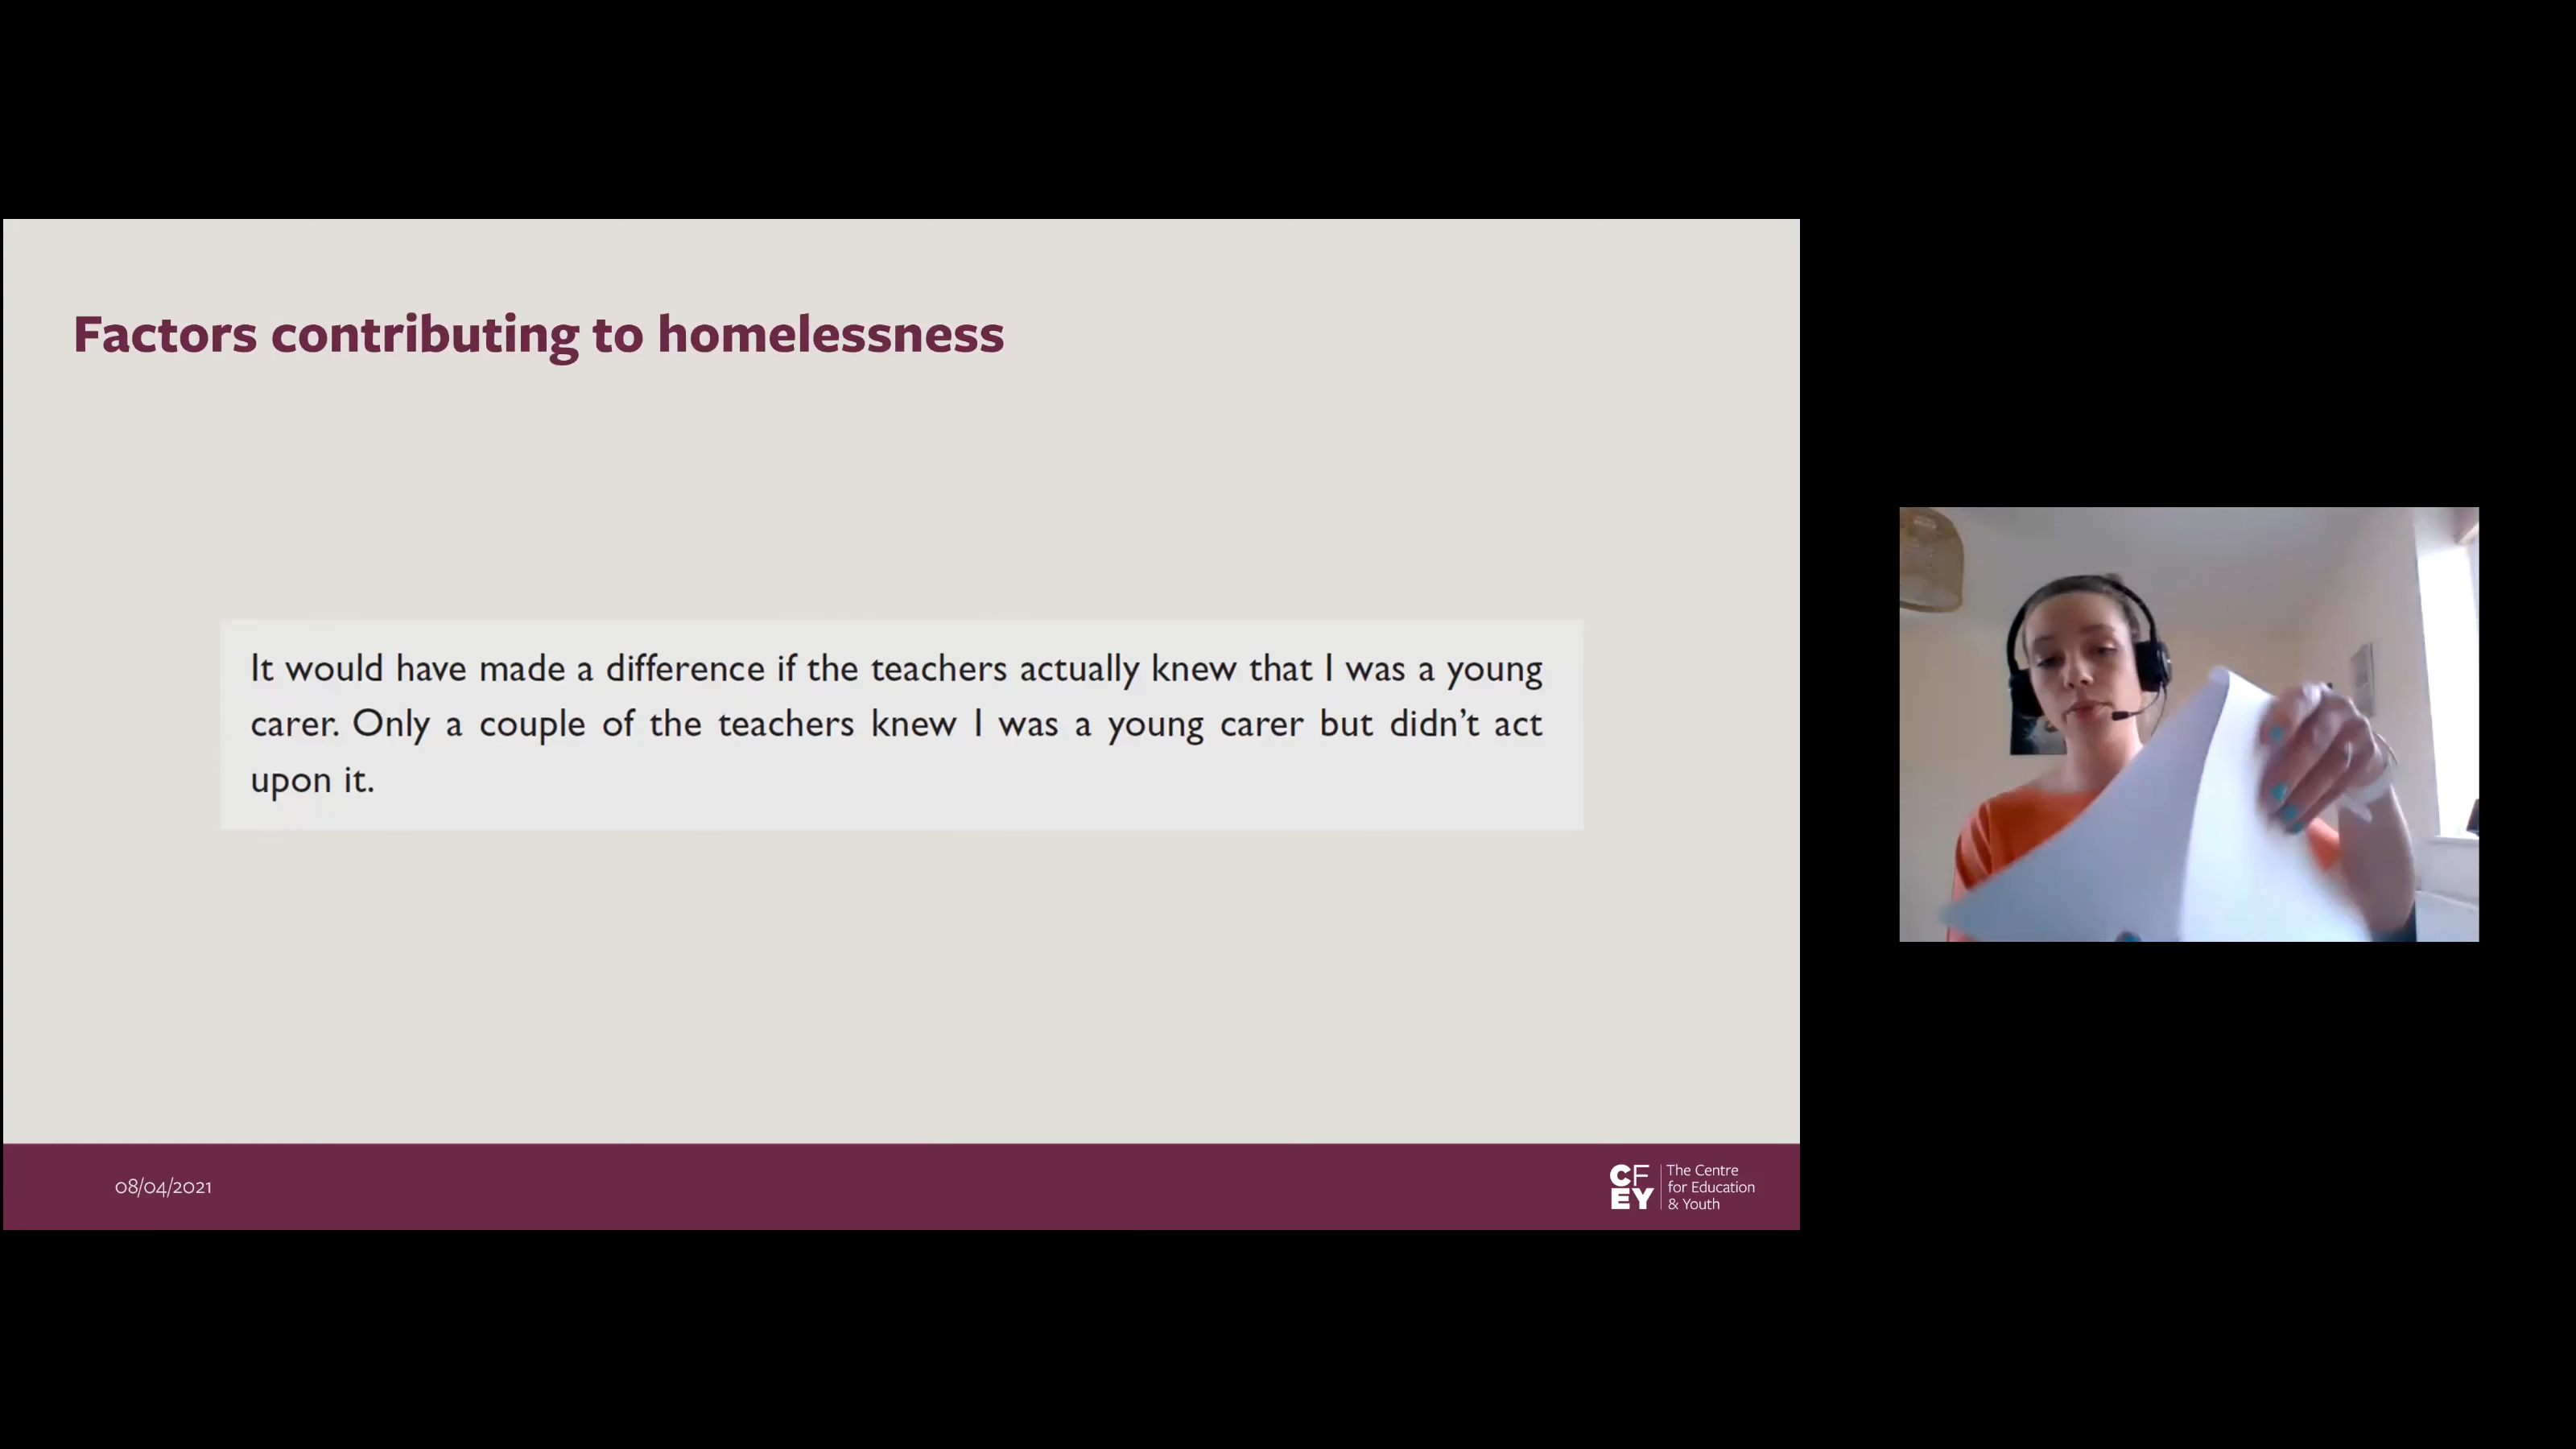 Factors contributing to homelessness
It would have made a difference if the teachers actually knew that I was a young
carer. Only a couple of the teachers knew I was a young carer but didn’t act
upon it.
08/04/2021
CF
EY
The Centre
for Education
& Youth